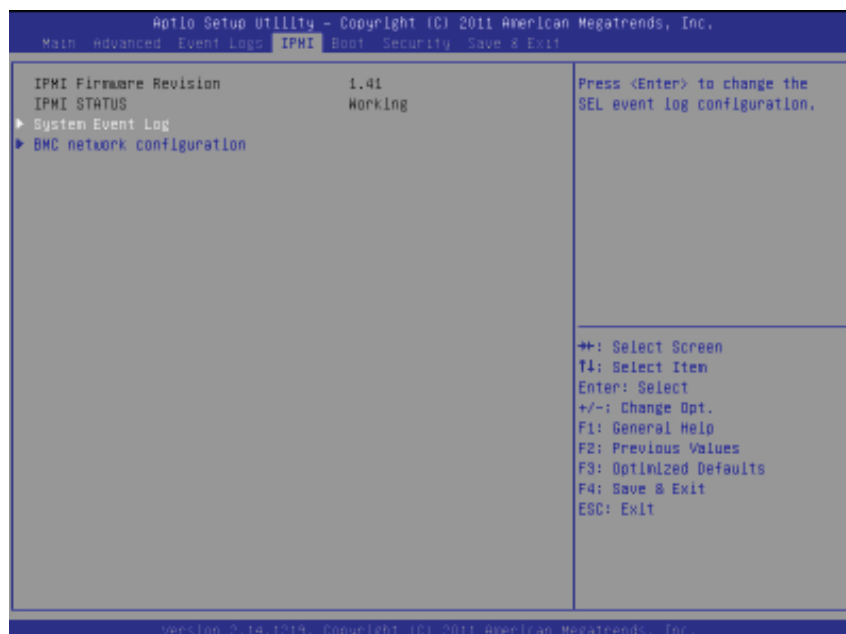 Aptio Setup Utility – Copyright (C) 2011 American Megatrends, Inc.
Main Advanced Event Logs IPMI Boot Security Save & Exit
IPMI Firmware Revision 1.41
IPMI STATUS Working
System Event Log
BMC network configuration
Press <Enter> to change the
SEL event log configuration.
→←: Select Screen
↑↓: Select Item
Enter: Select
+/-: Change Opt.
F1: General Help
F2: Previous Values
F3: Optimized Defaults
F4: Save & Exit
ESC: Exit
Version 2.14.1219. Copyright (C) 2011 American Megatrends, Inc.